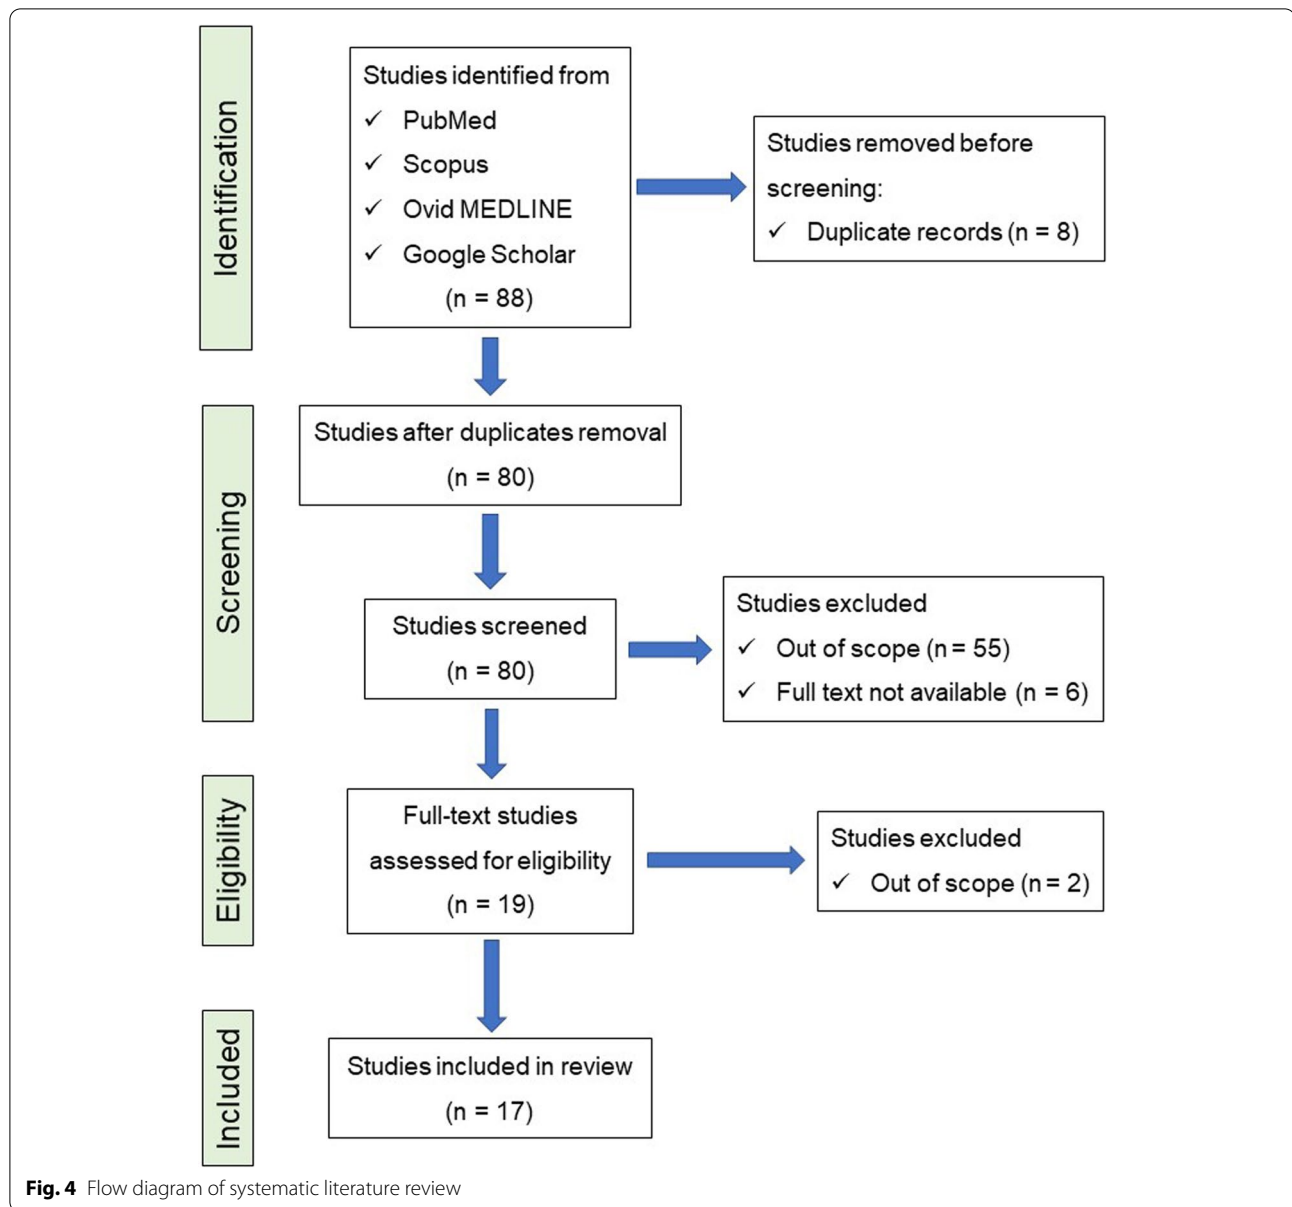 Identification
Studies identified from
✓ PubMed
✓ Scopus
✓ Ovid MEDLINE
✓ Google Scholar
(n = 88)
Studies removed before
screening:
✓ Duplicate records (n = 8)
Screening
Studies after duplicates removal
(n = 80)
Studies screened
(n = 80)
Studies excluded
✓ Out of scope (n = 55)
✓ Full text not available (n = 6)
Eligibility
Full-text studies
assessed for eligibility
(n = 19)
Studies excluded
✓ Out of scope (n = 2)
Included
Studies included in review
(n = 17)
Fig. 4 Flow diagram of systematic literature review